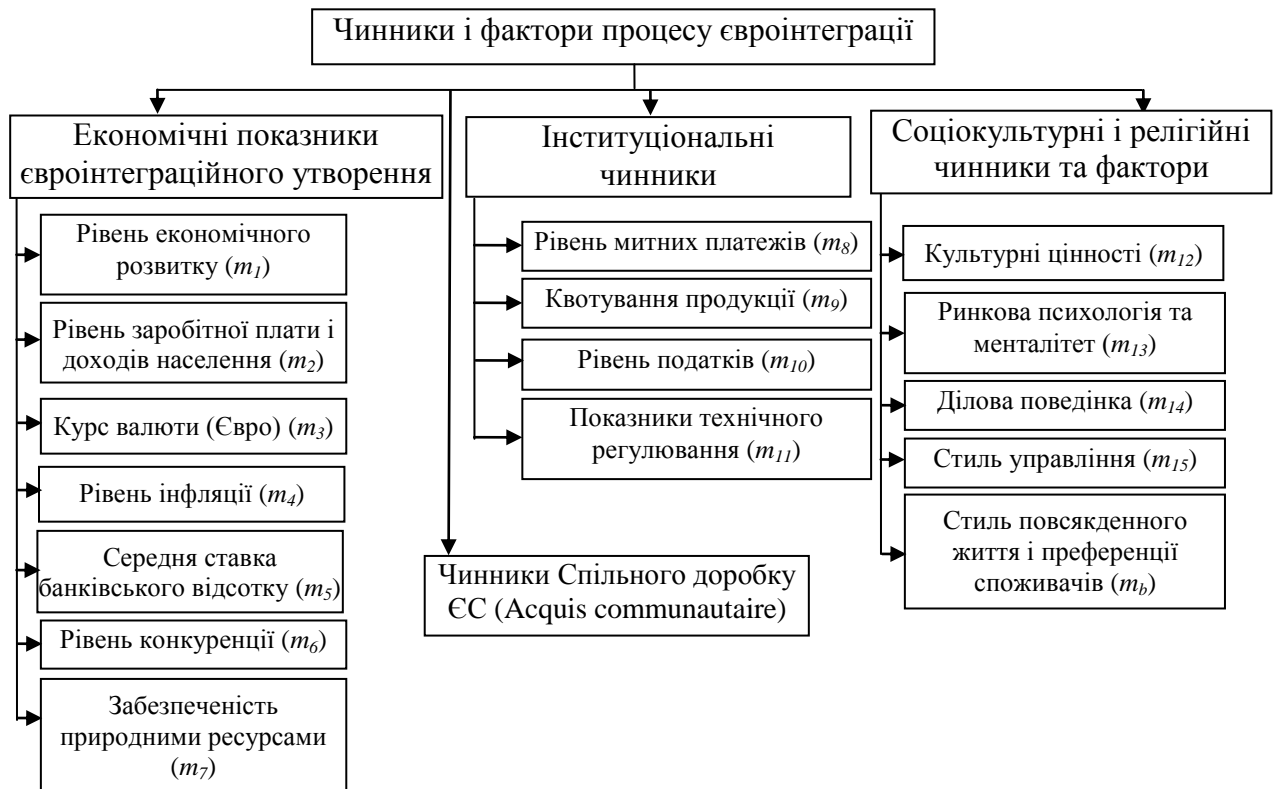 Чинники і фактори процесу євроінтеграції
Економічні показники
євроінтеграційного утворення
Рівень економічного
розвитку (m1)
Рівень заробітної плати і
доходів населення (m2)
Курс валюти (Євро) (m3)
Рівень інфляції (m4)
Середня ставка
банківського відсотку (m5)
Рівень конкуренції (m6)
Забезпеченість
природними ресурсами
(m7)
Інституціональні
чинники
Рівень митних платежів (m8)
Квотування продукції (m9)
Рівень податків (m10)
Показники технічного
регулювання (m11)
Чинники Спільного доробку
ЄС (Acquis communautaire)
Соціокультурні і релігійні
чинники та фактори
Культурні цінності (m12)
Ринкова психологія та
менталітет (m13)
Ділова поведінка (m14)
Стиль управління (m15)
Стиль повсякденного
життя і преференції
споживачів (mb)